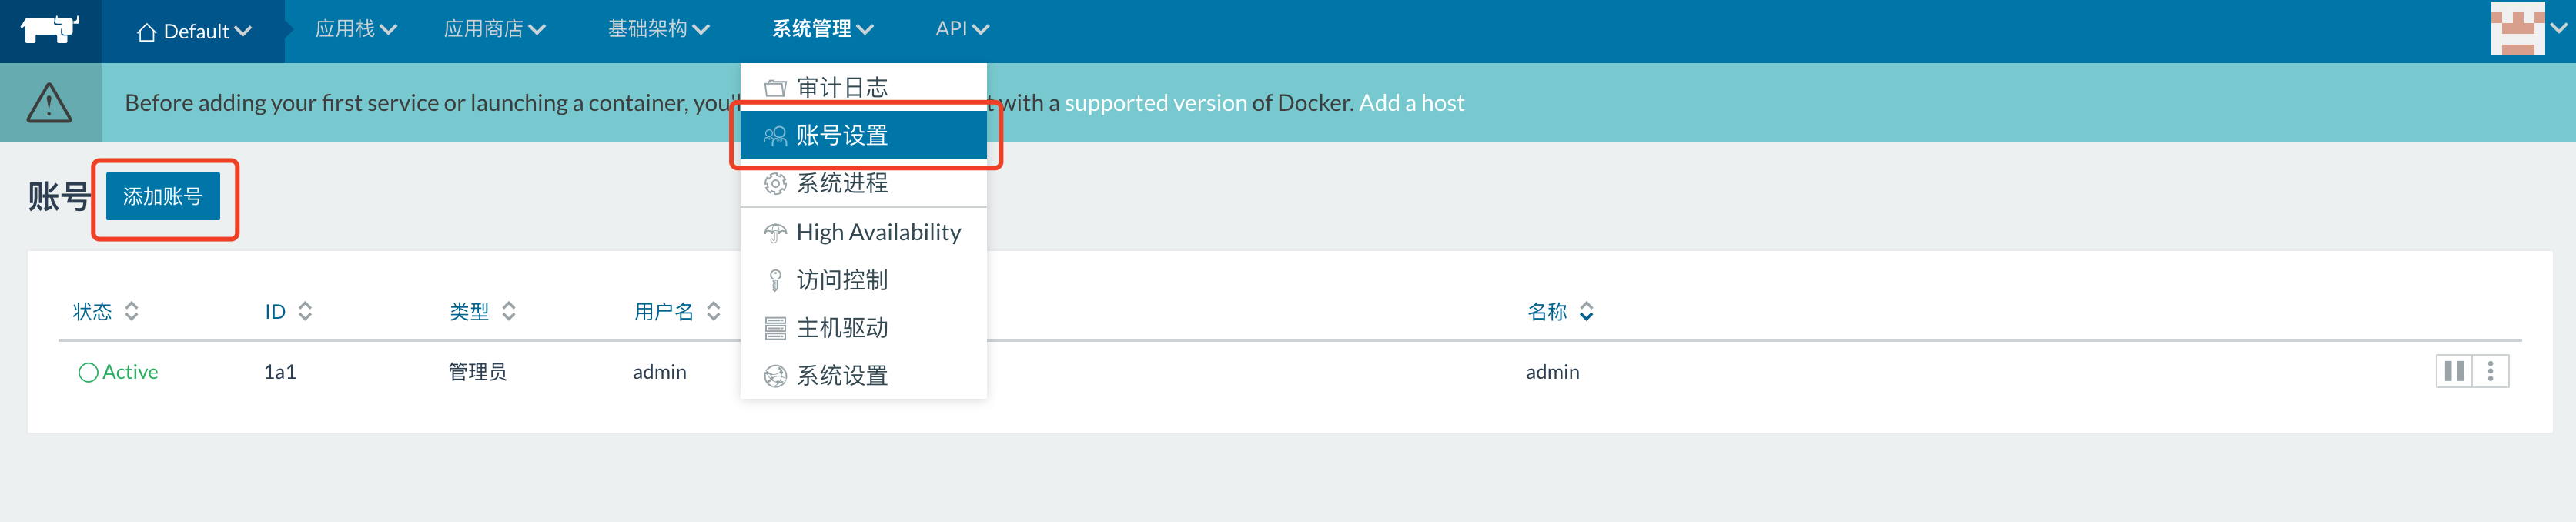 Default 应用栈 应用商店 基础架构 系统管理 API
审计日志
Before adding your first service or launching a container, you'l t with a supported version of Docker. Add a host
账号设置
系统进程
账号 添加账号
High Availability
访问控制
主机驱动
系统设置
状态 ID 类型 用户名 名称
Active 1a1 管理员 admin admin